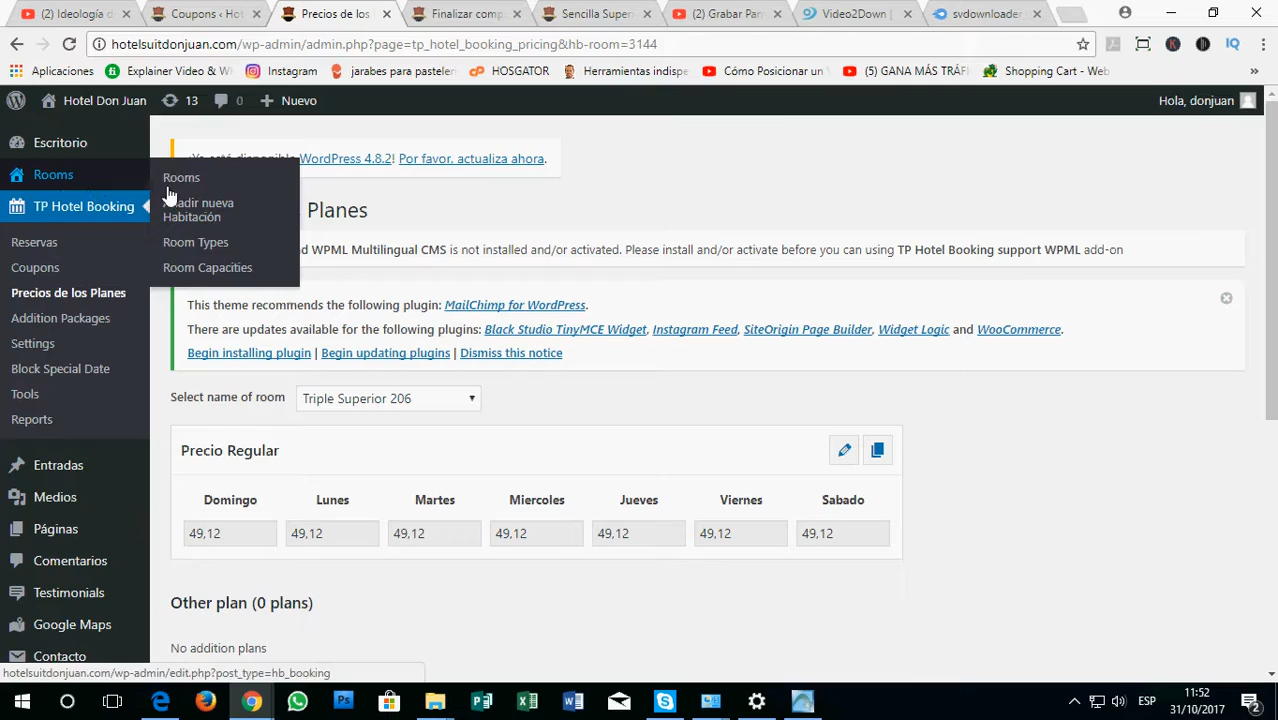 (2) Ideología d
Coupons ‹ Hot
Precios de los
Finalizar comp
Sencilla Super
(2) Grabar Pan
Video2Down |
svdownloader
hotelsuitdonjuan.com/wp-admin/admin.php?page=tp_hotel_booking_pricing&hb-room=3144
Aplicaciones
Explainer Video & W
Instagram
jarabes para pasteler
HOSGATOR
Herramientas indispe
Cómo Posicionar un
(5) GANA MÁS TRÁF
Shopping Cart - Web
»
Hotel Don Juan
13
0
Nuevo
Hola, donjuan
Escritorio
Rooms
TP Hotel Booking
Reservas
Coupons
Precios de los Planes
Addition Packages
Settings
Block Special Date
Tools
Reports
Entradas
Medios
Páginas
Comentarios
Testimonials
Google Maps
Contacto
Rooms
nueva
Habitación
Room Types
Room Capacities
WordPress 4.8.2! Por favor, actualiza ahora.
Planes
WPML Multilingual CMS is not installed and/or activated. Please install and/or activate before you can using TP Hotel Booking support WPML add-on
This theme recommends the following plugin: MailChimp for WordPress.
There are updates available for the following plugins: Black Studio TinyMCE Widget, Instagram Feed, SiteOrigin Page Builder, Widget Logic and WooCommerce.
Begin installing plugin | Begin updating plugins | Dismiss this notice
Select name of room Triple Superior 206
Precio Regular
Domingo Lunes Martes Miercoles Jueves Viernes Sabado
49,12 49,12 49,12 49,12 49,12 49,12 49,12
Other plan (0 plans)
No addition plans
hotelsuitdonjuan.com/wp-admin/edit.php?post_type=hb_booking
ESP
11:52
31/10/2017
2